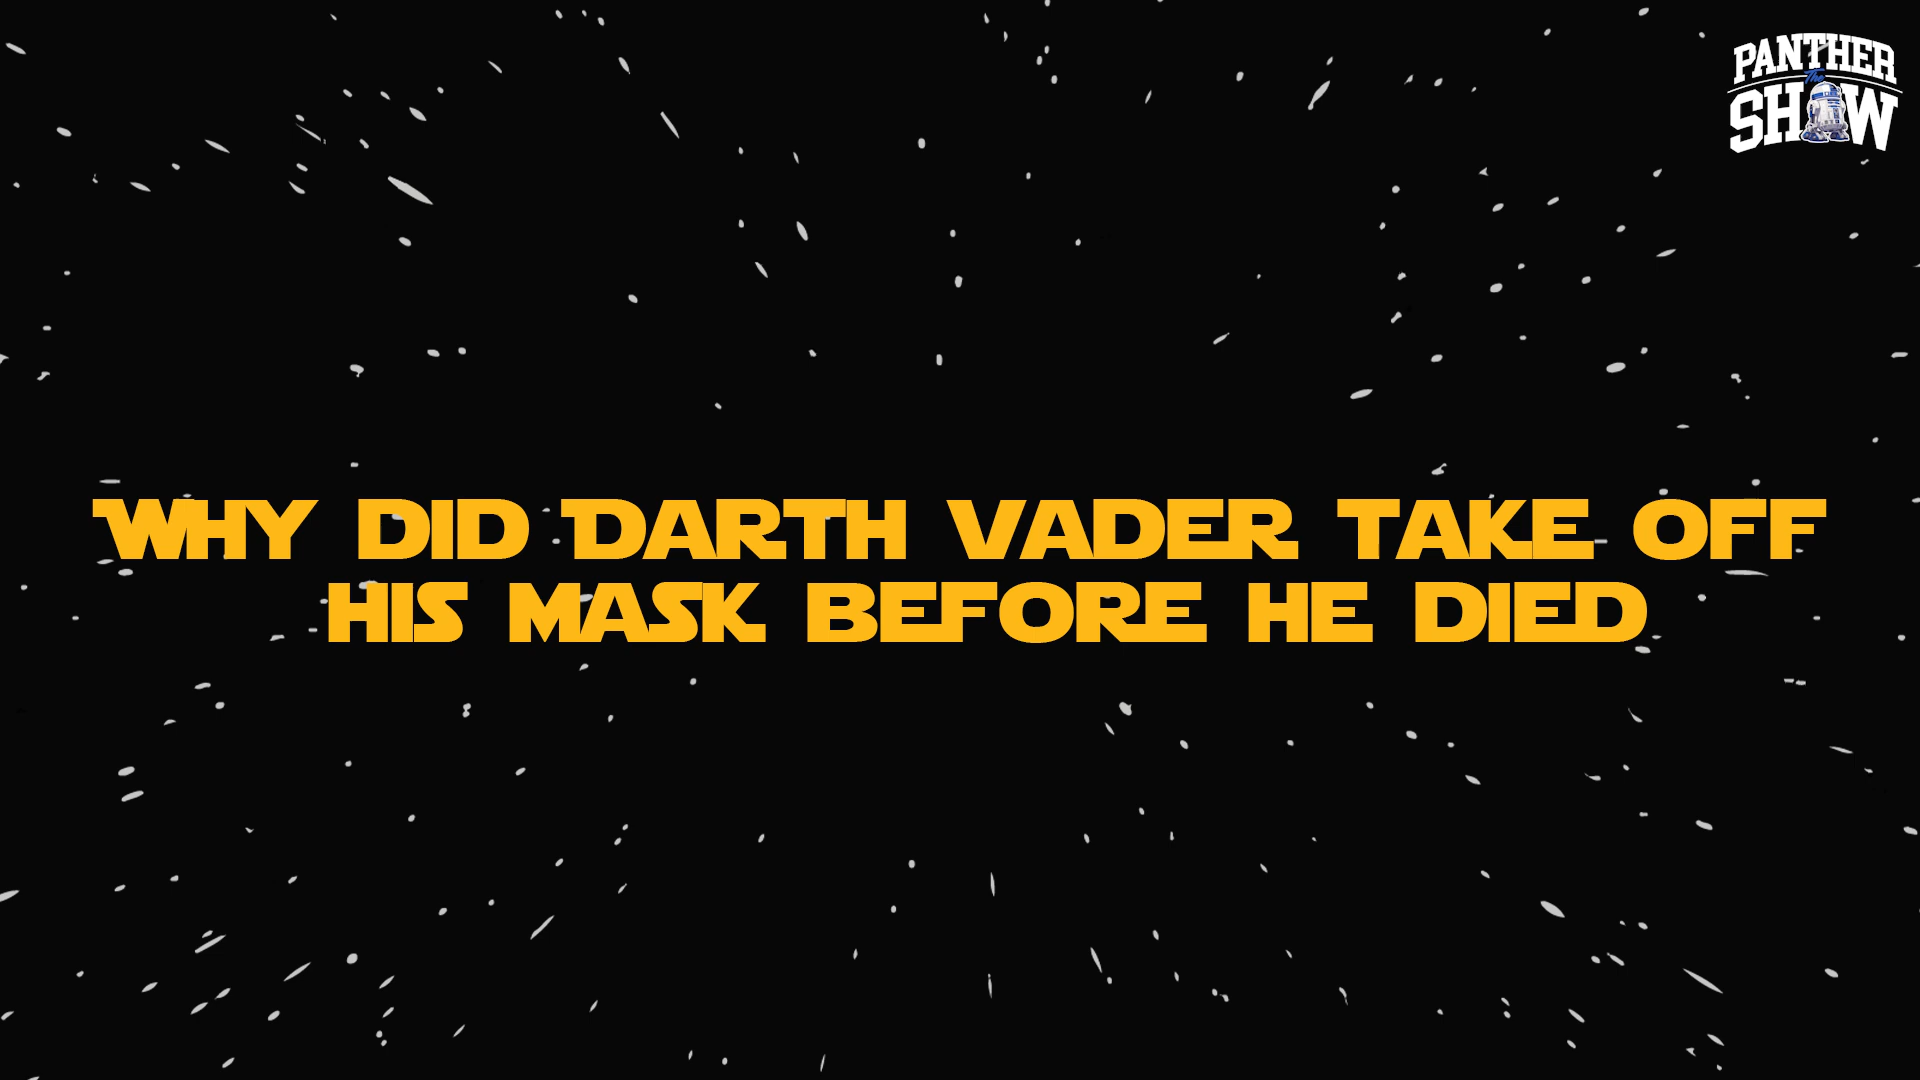 PANTHER
The
SHOW
WHY DID DARTH VADER TAKE OFF
HIS MASK BEFORE HE DIED